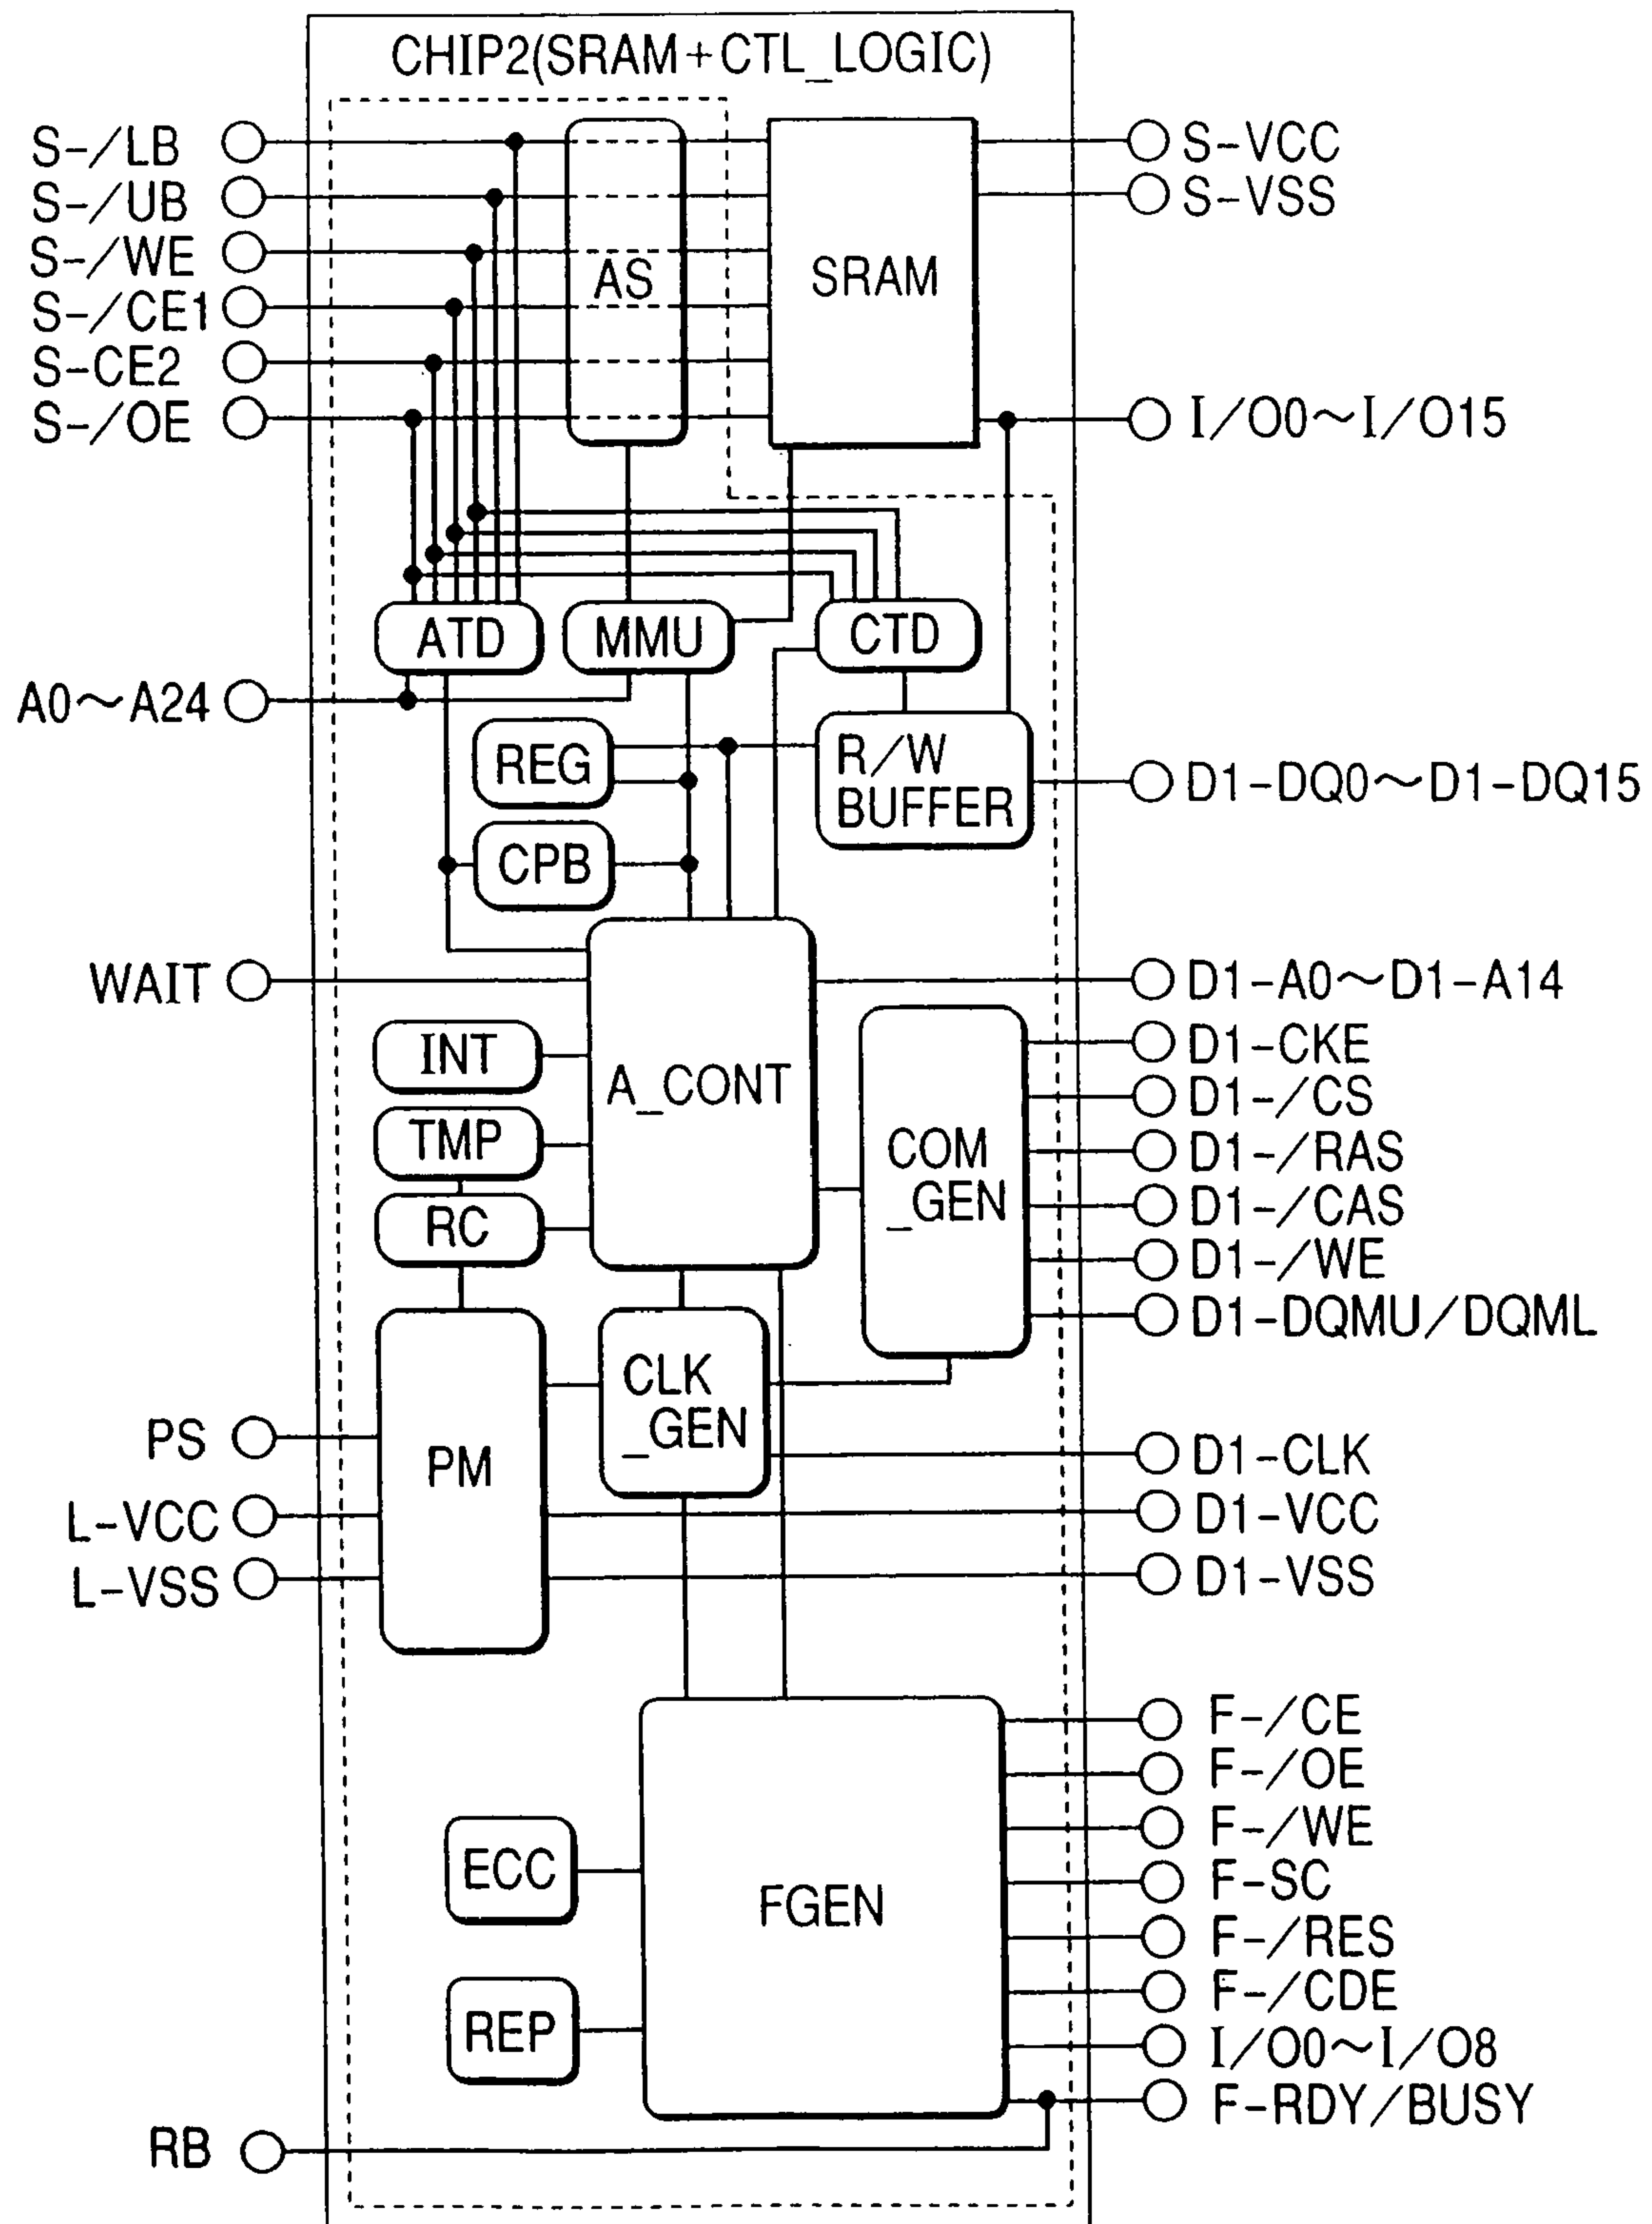 CHIP2(SRAM+CTL_LOGIC)
S-/LB
S-/UB
S-/WE
S-/CE1
S-CE2
S-/OE
AS
SRAM
S-VCC
S-VSS
I/O0~I/O15
ATD
MMU
CTD
A0~A24
REG
R/W
BUFFER
D1-DQ0~D1-DQ15
CPB
WAIT
A_CONT
D1-A0~D1-A14
INT
TMP
RC
COM
_GEN
D1-CKE
D1-/CS
D1-/RAS
D1-/CAS
D1-/WE
D1-DQMU/DQML
CLK
_GEN
PS
PM
L-VCC
L-VSS
D1-CLK
D1-VCC
D1-VSS
FGEN
ECC
REP
F-/CE
F-/OE
F-/WE
F-SC
F-/RES
F-/CDE
I/O0~I/O8
F-RDY/BUSY
RB